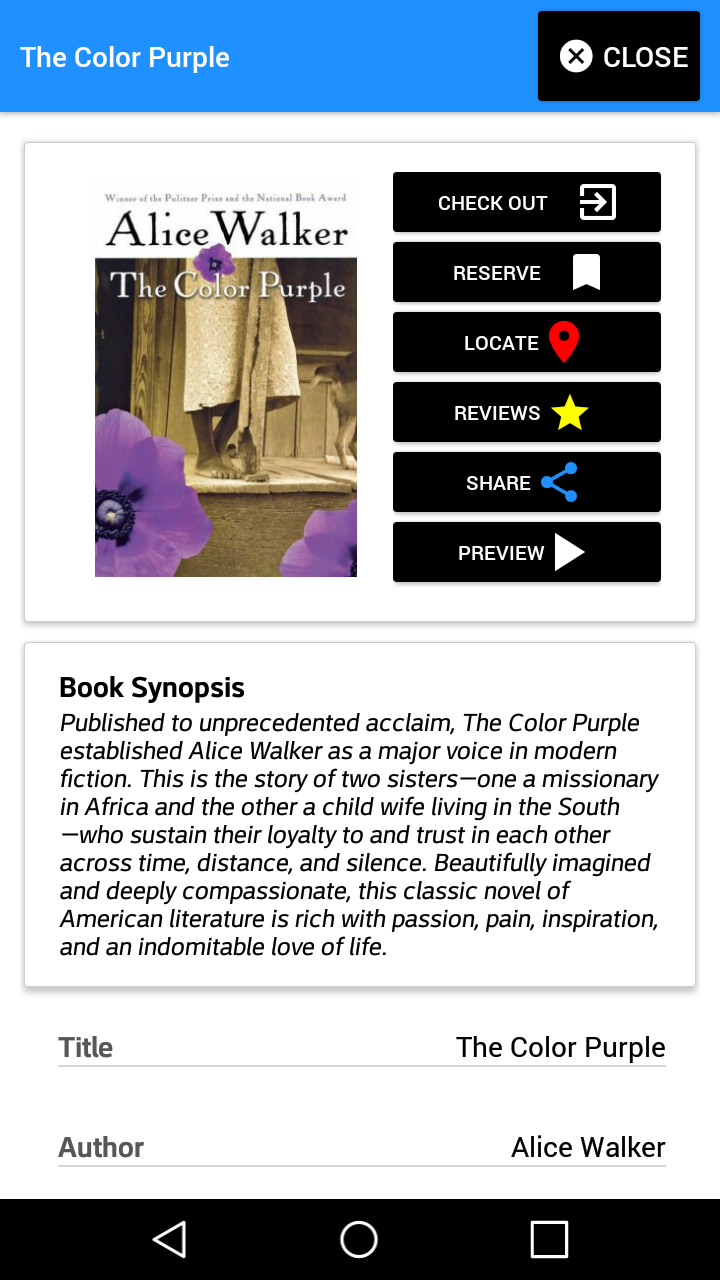 The Color Purple
CLOSE
Winner of the Pulitzer Prize and the National Book Award
Alice Walker
The Color Purple
CHECK OUT
RESERVE
LOCATE
REVIEWS
SHARE
PREVIEW
Book Synopsis
Published to unprecedented acclaim, The Color Purple
established Alice Walker as a major voice in modern
fiction. This is the story of two sisters—one a missionary
in Africa and the other a child wife living in the South
—who sustain their loyalty to and trust in each other
across time, distance, and silence. Beautifully imagined
and deeply compassionate, this classic novel of
American literature is rich with passion, pain, inspiration,
and an indomitable love of life.
Title The Color Purple
Author Alice Walker